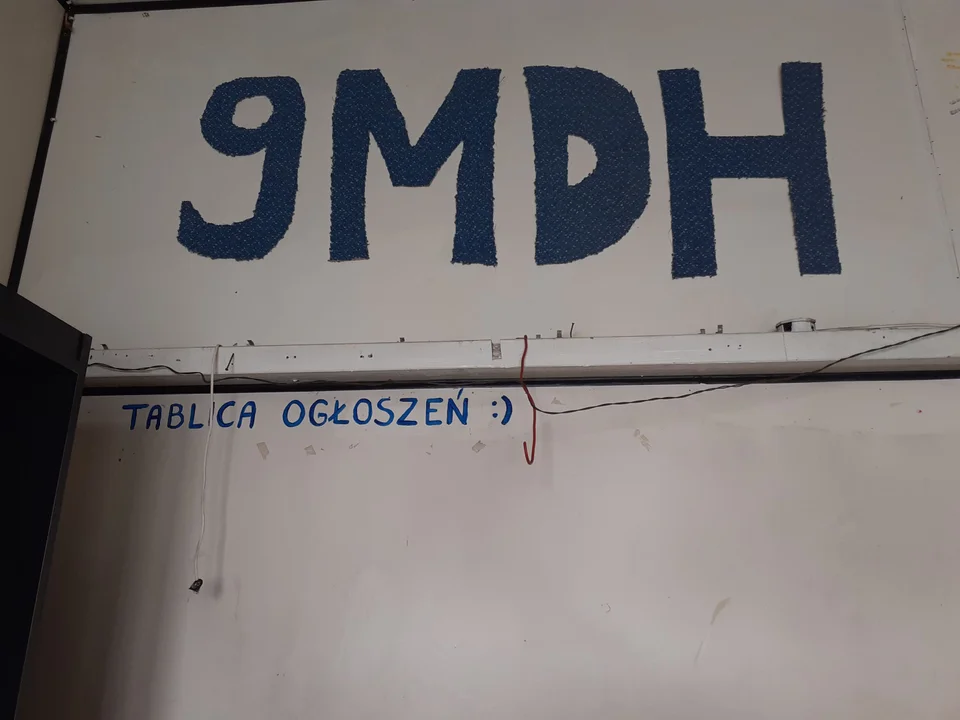 9MDH
TABLICA OGŁOSZEŃ :)